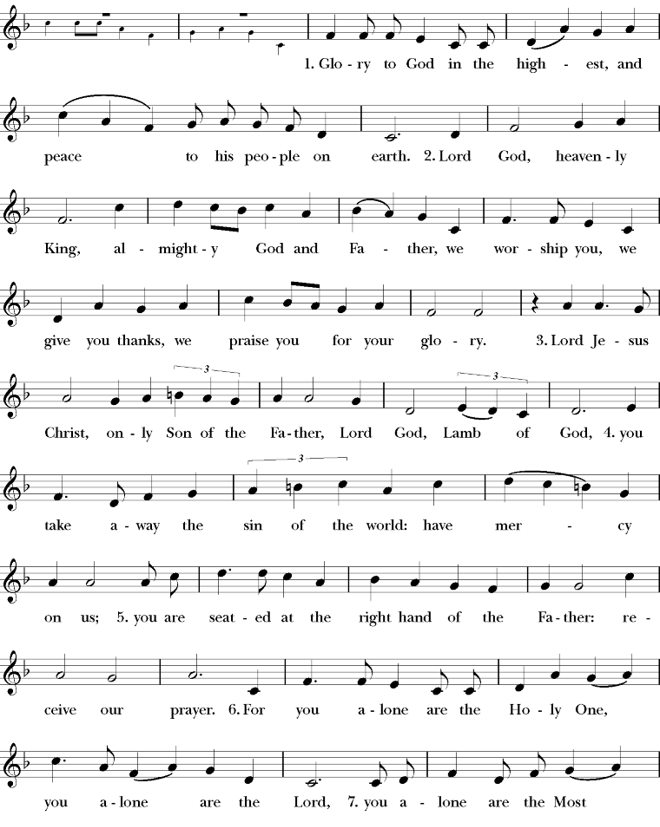 1. Glo - ry to God in the high - est, and
peace to his peo - ple on earth. 2. Lord God, heaven - ly
King, al - might - y God and Fa - ther, we wor - ship you, we
give you thanks, we praise you for your glo - ry. 3. Lord Je - sus
3 3
Christ, on - ly Son of the Fa - ther, Lord God, Lamb of God, 4. you
3
take a - way the sin of the world: have mer - cy
on us; 5. you are seat - ed at the right hand of the Fa - ther: re -
ceive our prayer. 6. For you a - lone are the Ho - ly One,
you a - lone are the Lord, 7. you a - lone are the Most